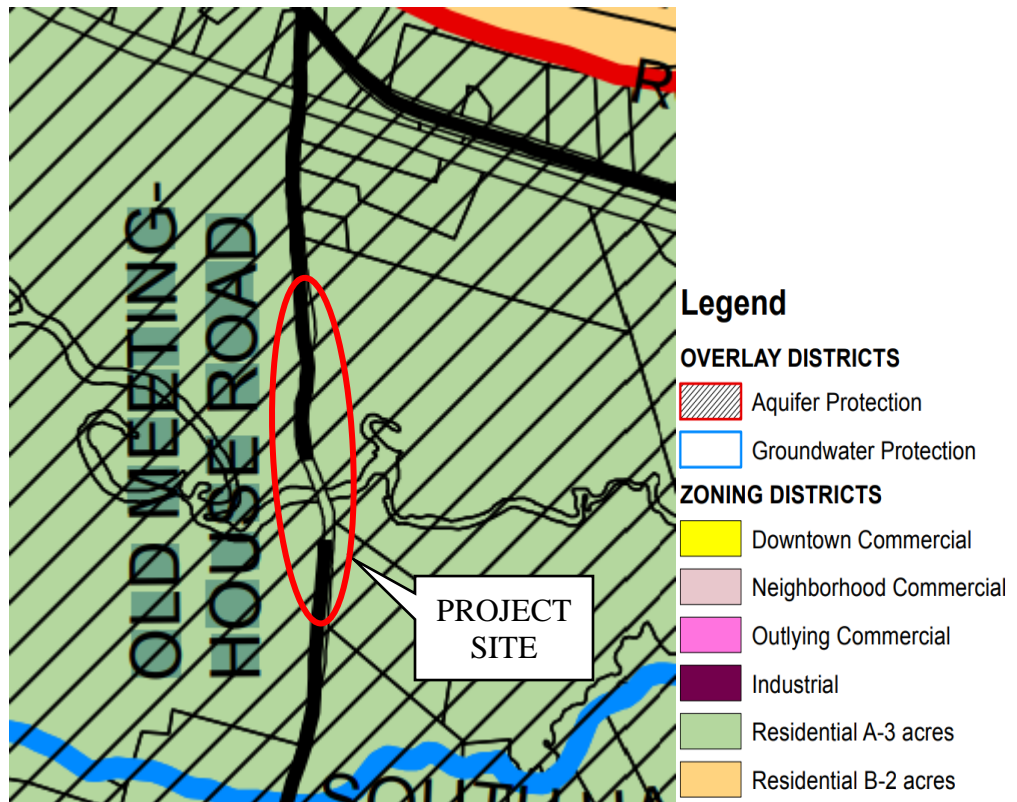 R
OLD MEETING-
HOUSE ROAD
PROJECT
SITE
Legend
OVERLAY DISTRICTS
Aquifer Protection
Groundwater Protection
ZONING DISTRICTS
Downtown Commercial
Neighborhood Commercial
Outlying Commercial
Industrial
Residential A-3 acres
Residential B-2 acres